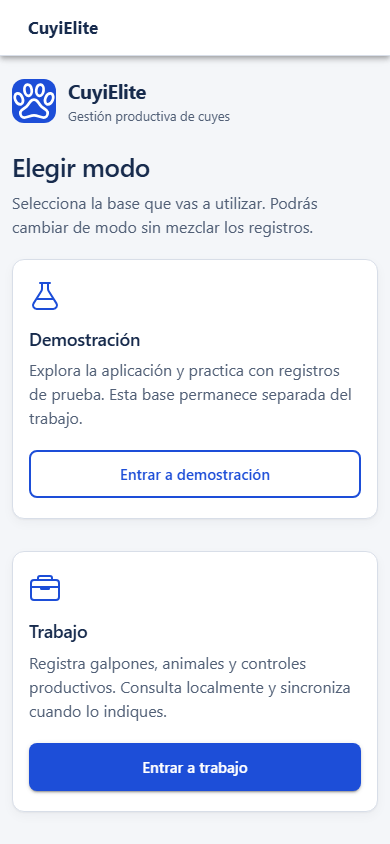 CuyiElite
CuyiElite
Gestión productiva de cuyes
Elegir modo
Selecciona la base que vas a utilizar. Podrás
cambiar de modo sin mezclar los registros.
Demostración
Explora la aplicación y practica con registros
de prueba. Esta base permanece separada del
trabajo.
Entrar a demostración
Trabajo
Registra galpones, animales y controles
productivos. Consulta localmente y sincroniza
cuando lo indiques.
Entrar a trabajo